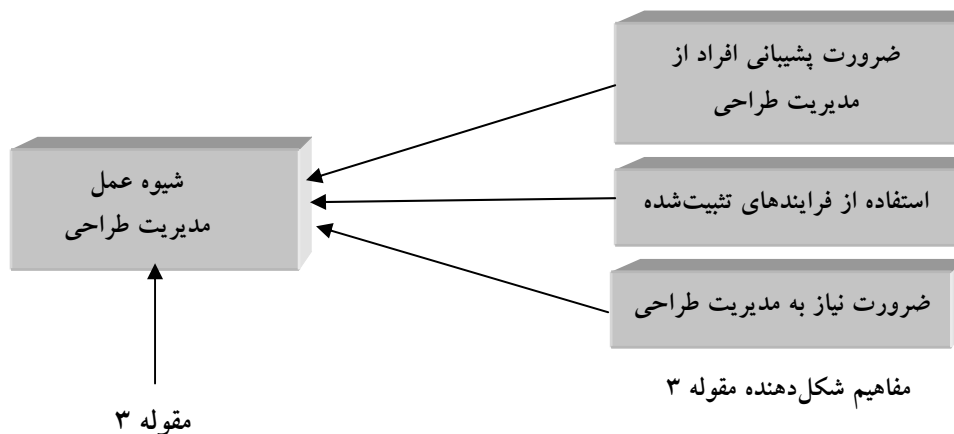 ضرورت پشیبانی افراد از
مدیریت طراحی
استفاده از فرایندهای تثبیت‌شده
ضرورت نیاز به مدیریت طراحی
مفاهیم شکل‌دهنده مقوله ۳
شیوه عمل
مدیریت طراحی
مقوله ۳